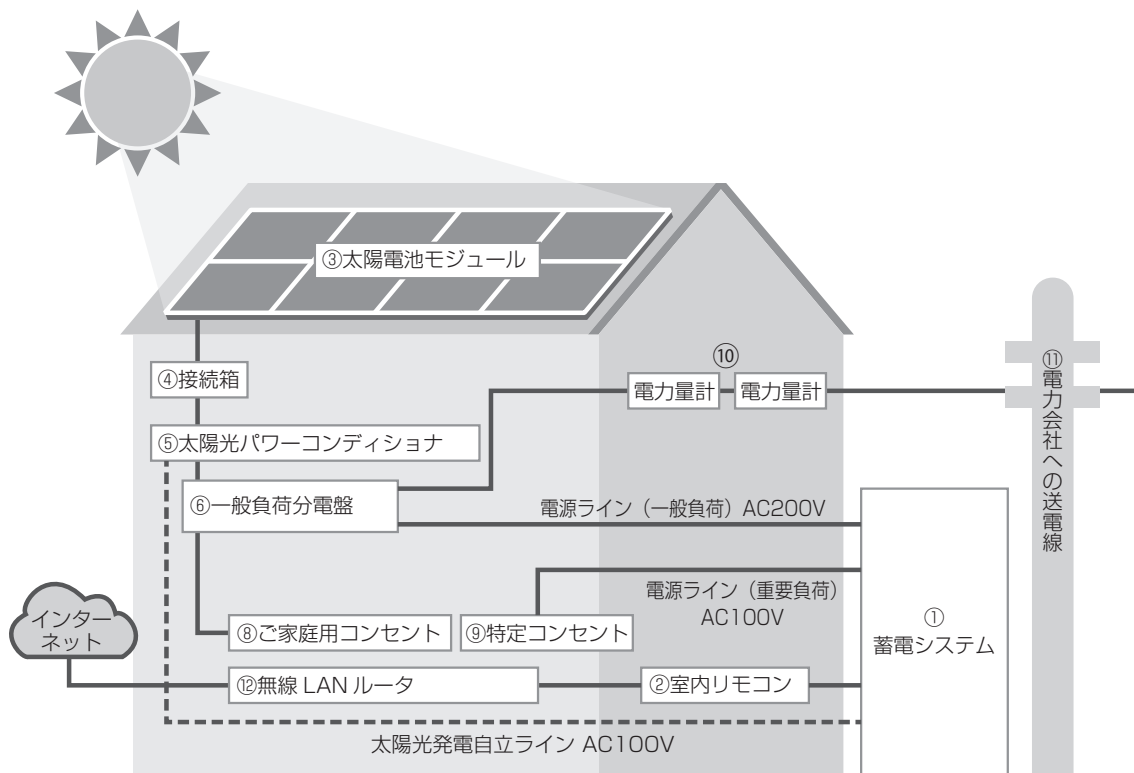 ③太陽電池モジュール
④接続箱
⑩
電力量計
電力量計
⑪電力会社への送電線
⑤太陽光パワーコンディショナ
⑥一般負荷分電盤
電源ライン（一般負荷）AC200V
電源ライン（重要負荷）
AC100V
①
蓄電システム
インター
ネット
⑧ご家庭用コンセント
⑨特定コンセント
⑫無線 LAN ルータ
②室内リモコン
太陽光発電自立ライン AC100V